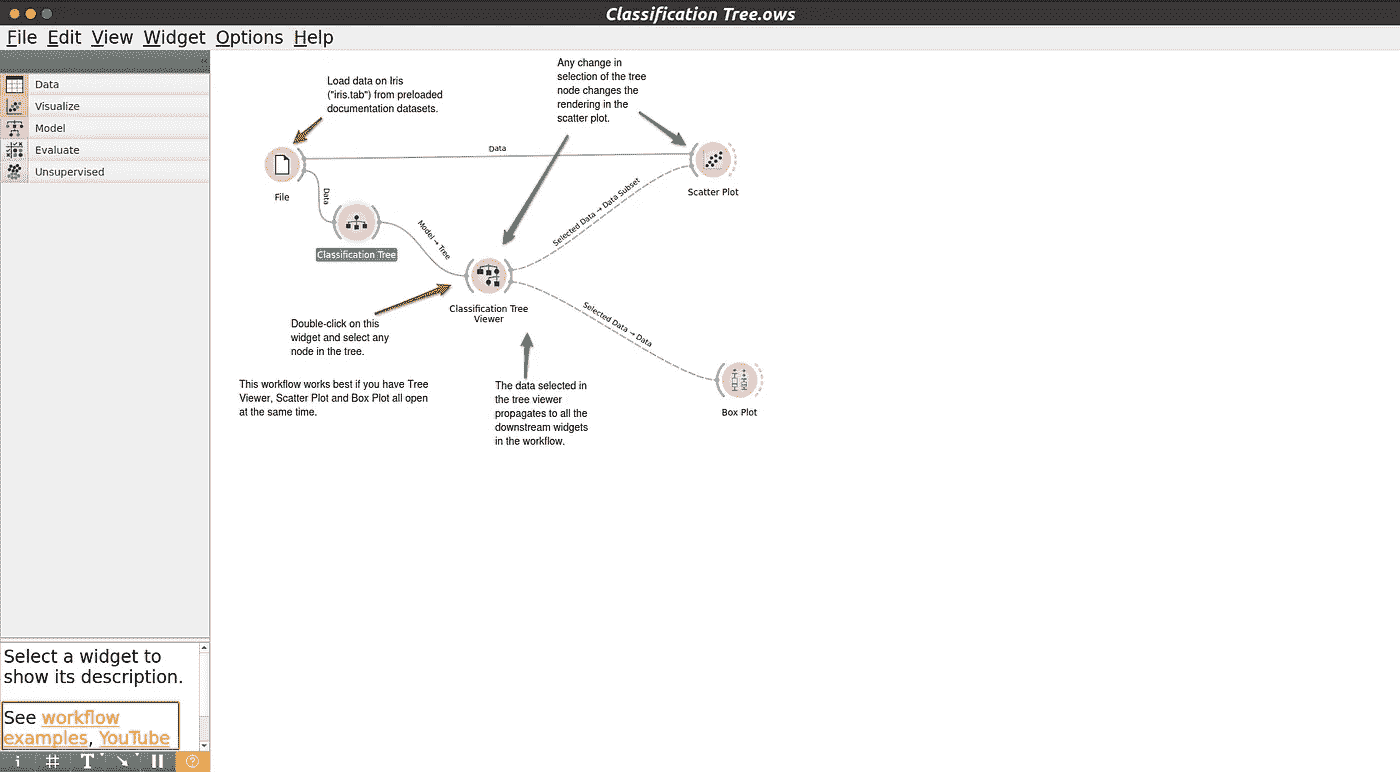 Classification Tree.ows
File Edit View Widget Options Help
Data
Visualize
Model
Evaluate
Unsupervised
Load data on Iris
("iris.tab") from preloaded
documentation datasets.
Any change in
selection of the tree
node changes the
rendering in the
scatter plot.
Data
File
Data
Scatter Plot
Selected Data → Data Subset
Classification Tree
Model → Tree
Classification Tree
Viewer
Selected Data → Data
Double-click on this
widget and select any
node in the tree.
This workflow works best if you have Tree
Viewer, Scatter Plot and Box Plot all open
at the same time.
The data selected in
the tree viewer
propagates to all the
downstream widgets
in the workflow.
Box Plot
Select a widget to
show its description.
See workflow
examples, YouTube